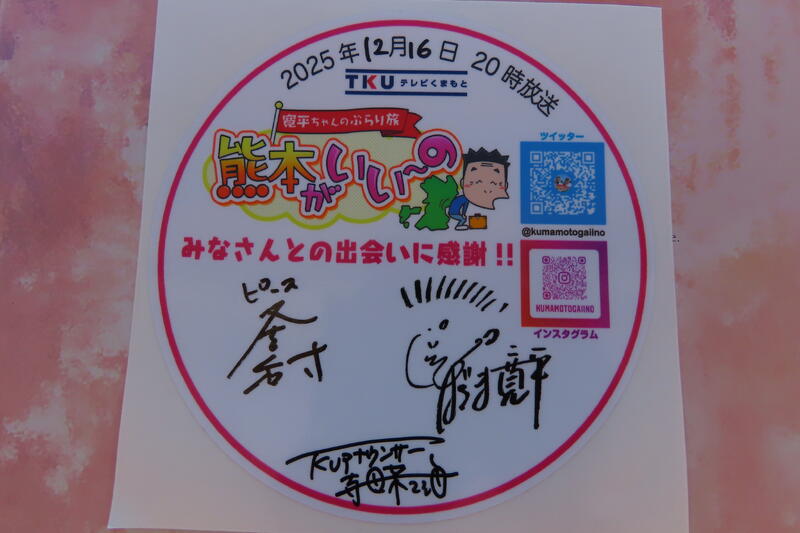 2025年12月16日 20時放送
TKU テレビくまもと
寛平ちゃんのぶらり旅
熊本がいい〜の
ツイッター
@kumamotogaiino
みなさんとの出会いに感謝!!
KUMAMOTOGAIINO
インスタグラム
ピース
TKUアナウンサー